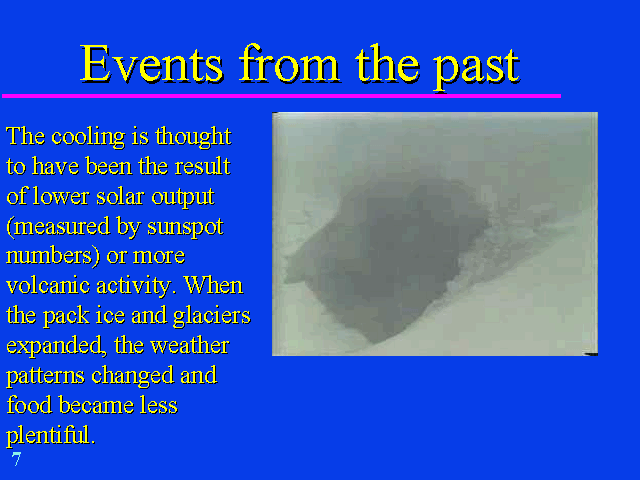 Events from the past
The cooling is thought
to have been the result
of lower solar output
(measured by sunspot
numbers) or more
volcanic activity. When
the pack ice and glaciers
expanded, the weather
patterns changed and
food became less
plentiful.
7